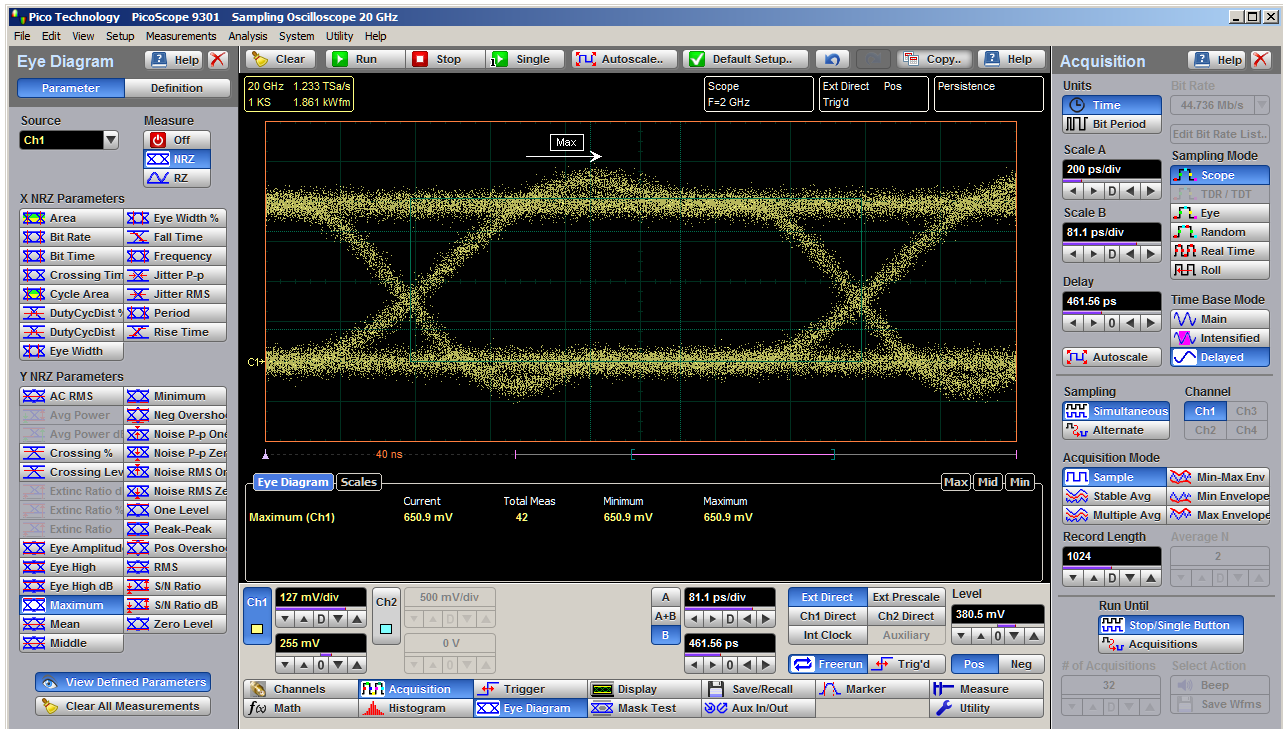 Pico Technology PicoScope 9301 Sampling Oscilloscope 20 GHz
File Edit View Setup Measurements Analysis System Utility Help
Eye Diagram Help
Parameter Definition
Source
Ch1
Measure
Off
NRZ
RZ
X NRZ Parameters
Area Eye Width %
Bit Rate Fall Time
Bit Time Frequency
Crossing Tim Jitter P-p
Cycle Area Jitter RMS
DutyCycDist % Period
DutyCycDist Rise Time
Eye Width
Y NRZ Parameters
AC RMS Minimum
Avg Power Neg Oversho
Avg Power dB Noise P-p One
Crossing % Noise P-p Zer
Crossing Lev Noise RMS On
Extinc Ratio d Noise RMS Ze
Extinc Ratio % One Level
Extinc Ratio Peak-Peak
Eye Amplitud Pos Oversho
Eye High RMS
Eye High dB S/N Ratio
Maximum S/N Ratio dB
Mean Zero Level
Middle
View Defined Parameters
Clear All Measurements
Clear Run Stop Single Autoscale.. Default Setup.. Copy.. Help
20 GHz 1.233 TSa/s
1 KS 1.861 kWfm
Scope
F=2 GHz
Ext Direct Pos
Trig'd
Persistence
Max
C1
40 ns
Eye Diagram Scales Max Mid Min
Current Total Meas Minimum Maximum
Maximum (Ch1) 650.9 mV 42 650.9 mV 650.9 mV
Ch1
127 mV/div
D
255 mV
0
Ch2
500 mV/div
D
0 V
0
A
A+B
B
81.1 ps/div
D
461.56 ps
0
Ext Direct Ext Prescale
Ch1 Direct Ch2 Direct
Int Clock Auxiliary
Freerun Trig'd
Level
380.5 mV
0
Pos Neg
Channels Acquisition Trigger Display Save/Recall Marker Measure
Math Histogram Eye Diagram Mask Test Aux In/Out Utility
Acquisition Help
Units
Time
Bit Period
Bit Rate
44.736 Mb/s
Edit Bit Rate List..
Scale A
200 ps/div
D
Scale B
81.1 ps/div
D
Delay
461.56 ps
0
Autoscale
Sampling Mode
Scope
TDR / TDT
Eye
Random
Real Time
Roll
Time Base Mode
Main
Intensified
Delayed
Sampling
Simultaneous
Alternate
Channel
Ch1 Ch3
Ch2 Ch4
Acquisition Mode
Sample Min-Max Env
Stable Avg Min Envelope
Multiple Avg Max Envelope
Record Length
1024
D
Average N
2
D
Run Until
Stop/Single Button
Acquisitions
# of Acquisitions
32
D
Select Action
Beep
Save Wfms